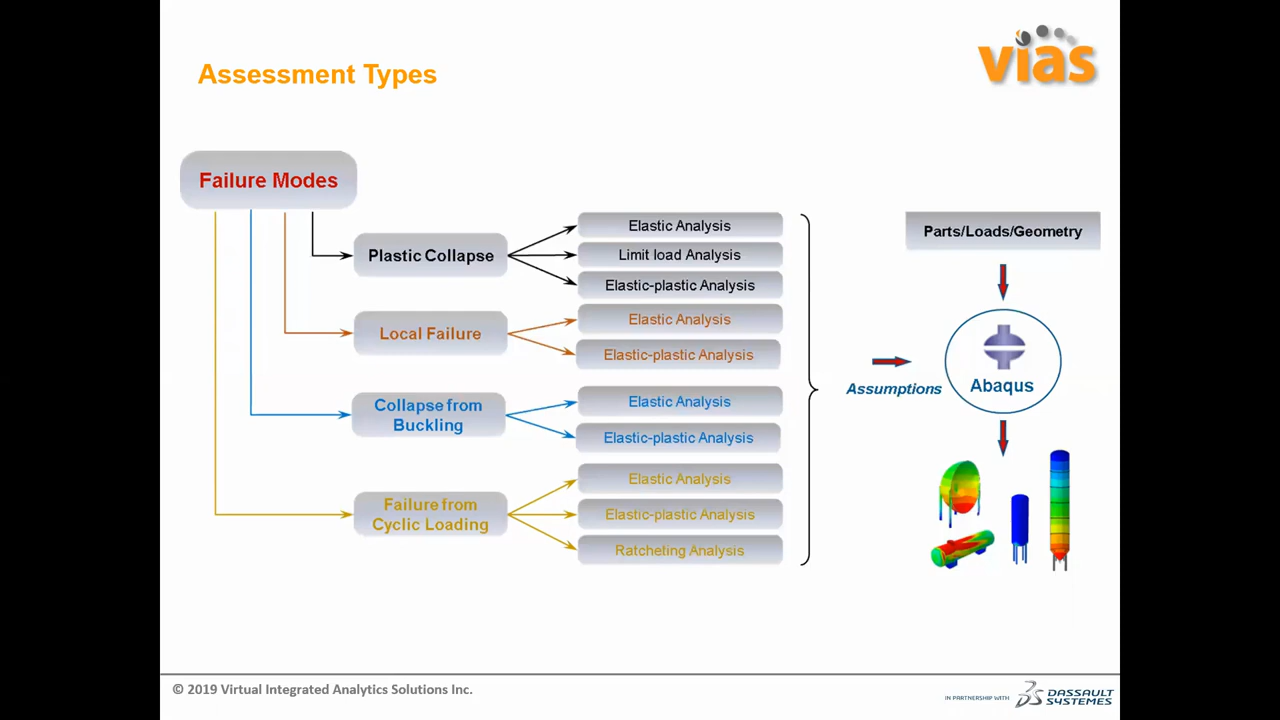 Assessment Types
vias
Failure Modes
Plastic Collapse
Elastic Analysis
Limit load Analysis
Elastic-plastic Analysis
Local Failure
Elastic Analysis
Elastic-plastic Analysis
Collapse from
Buckling
Elastic Analysis
Elastic-plastic Analysis
Failure from
Cyclic Loading
Elastic Analysis
Elastic-plastic Analysis
Ratcheting Analysis
Parts/Loads/Geometry
Assumptions
Abaqus
© 2019 Virtual Integrated Analytics Solutions Inc.
IN PARTNERSHIP WITH
DASSAULT
SYSTEMES